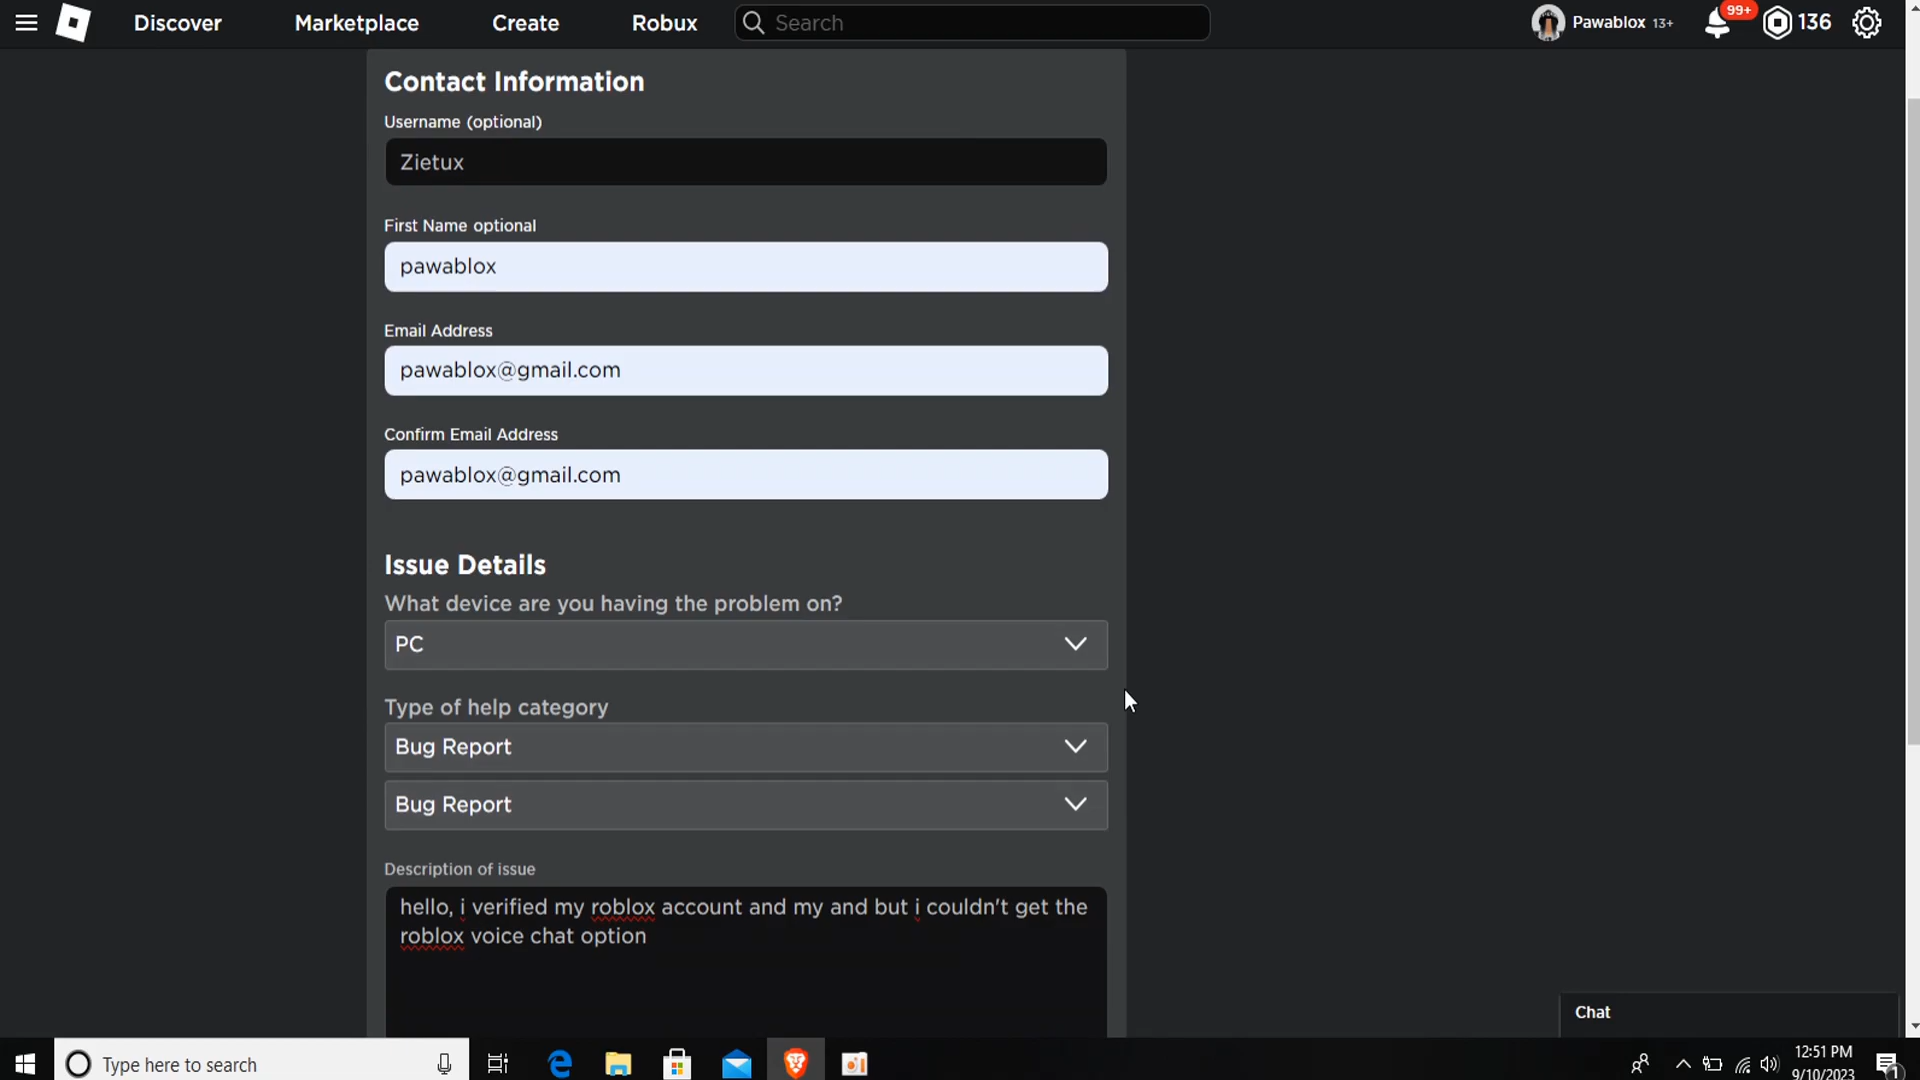 Discover Marketplace Create Robux Search Pawablox 13+ 99+ 136
Contact Information
Username (optional)
Zietux
First Name optional
pawablox
Email Address
pawablox@gmail.com
Confirm Email Address
pawablox@gmail.com
Issue Details
What device are you having the problem on?
PC
Type of help category
Bug Report
Bug Report
Description of issue
hello, i verified my roblox account and my and but i couldn't get the
roblox voice chat option
Chat
Type here to search
12:51 PM
9/10/2023
1